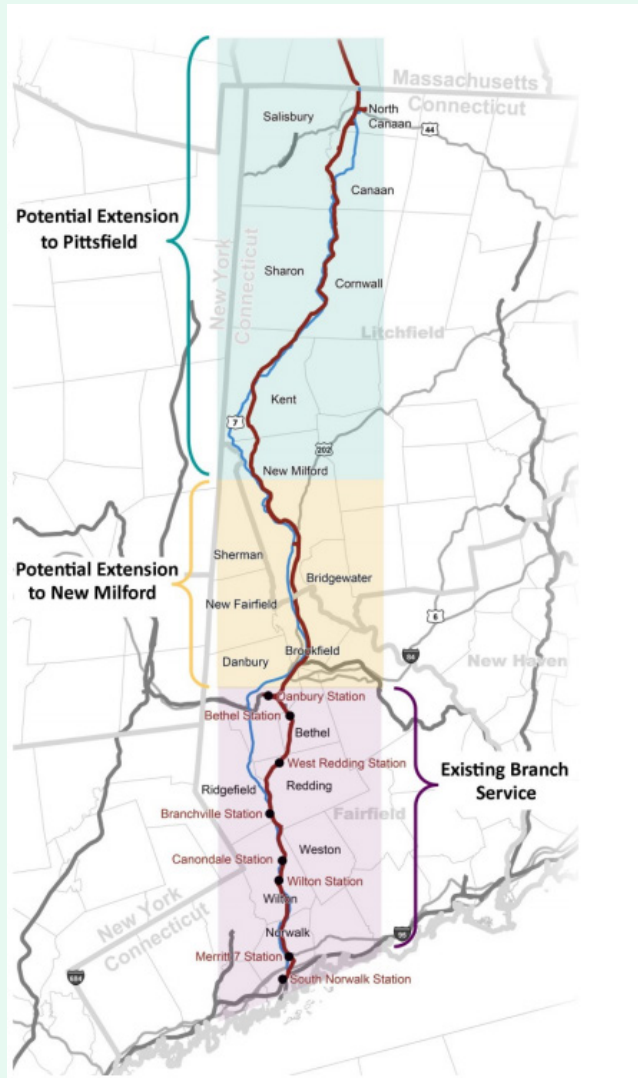 Massachusetts
Connecticut
North
Canaan
Salisbury
44
Canaan
Potential Extension
to Pittsfield
New York
Connecticut
Sharon
Cornwall
Litchfield
Kent
7
202
New Milford
Sherman
Potential Extension
to New Milford
Bridgewater
New Fairfield
6
Brookfield
84
New Haven
Danbury
Danbury Station
Bethel Station
Bethel
West Redding Station
Existing Branch
Service
Ridgefield
Redding
Fairfield
Branchville Station
Weston
Canondale Station
Wilton Station
Wilton
New York
Connecticut
Norwalk
95
Merritt 7 Station
684
South Norwalk Station